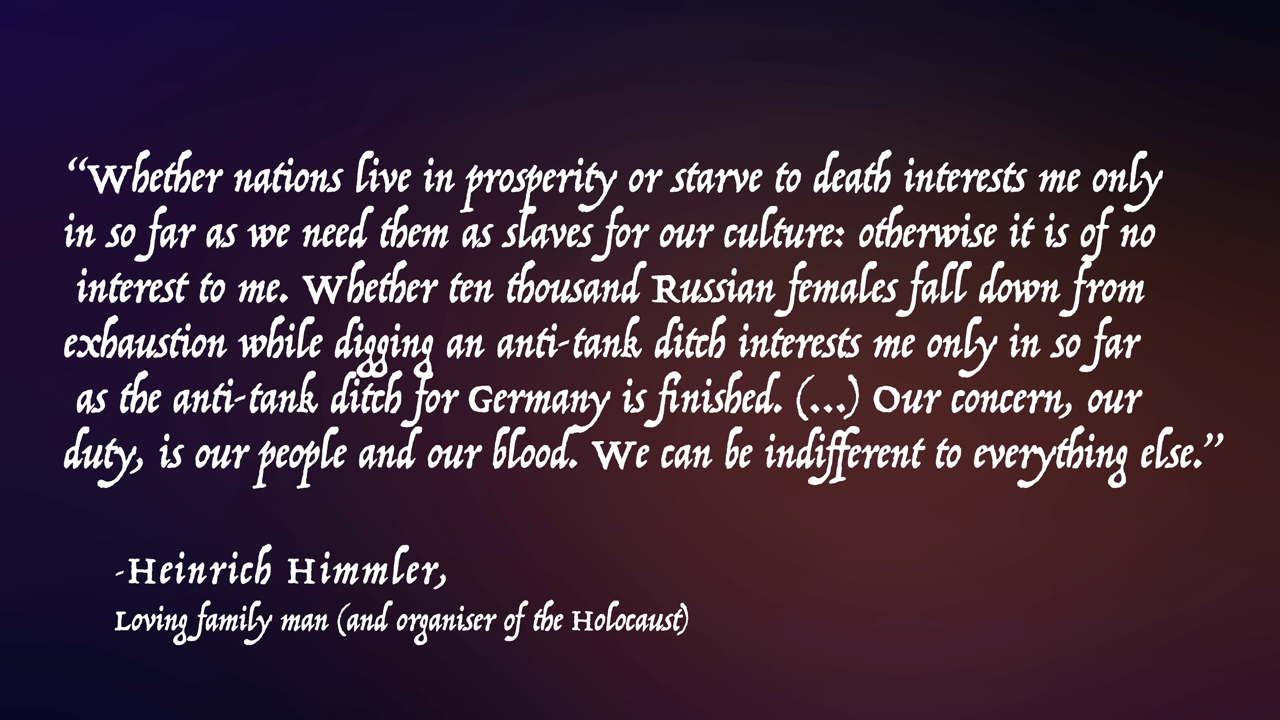 “Whether nations live in prosperity or starve to death interests me only
in so far as we need them as slaves for our culture: otherwise it is of no
interest to me. Whether ten thousand Russian females fall down from
exhaustion while digging an anti-tank ditch interests me only in so far
as the anti-tank ditch for Germany is finished. (...) Our concern, our
duty, is our people and our blood. We can be indifferent to everything else.”
-Heinrich Himmler,
Loving family man (and organiser of the Holocaust)